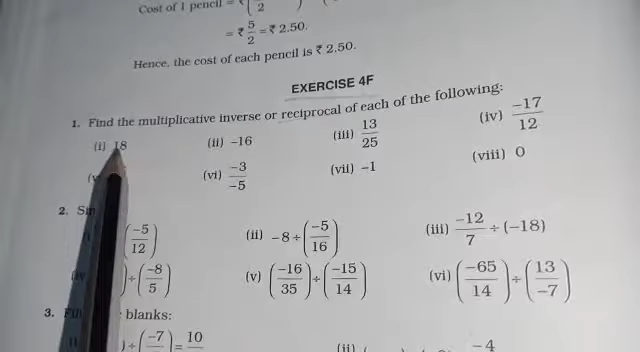 Cost of 1 pencil = ₹ (
2
= ₹ 5/2 = ₹ 2.50.
Hence, the cost of each pencil is ₹ 2.50.
EXERCISE 4F
1. Find the multiplicative inverse or reciprocal of each of the following:
(i) 18 (ii) -16 (iii) 13/25 (iv) -17/12
(vi) -3/-5 (vii) -1 (viii) 0
2.
(-5/12) (ii) -8 ÷ (-5/16) (iii) -12/7 ÷ (-18)
) ÷ (-8/5) (v) (-16/35) ÷ (-15/14) (vi) (-65/14) ÷ (13/-7)
3. blanks:
) ÷ (-7 ) = 10 (ii) ( -4